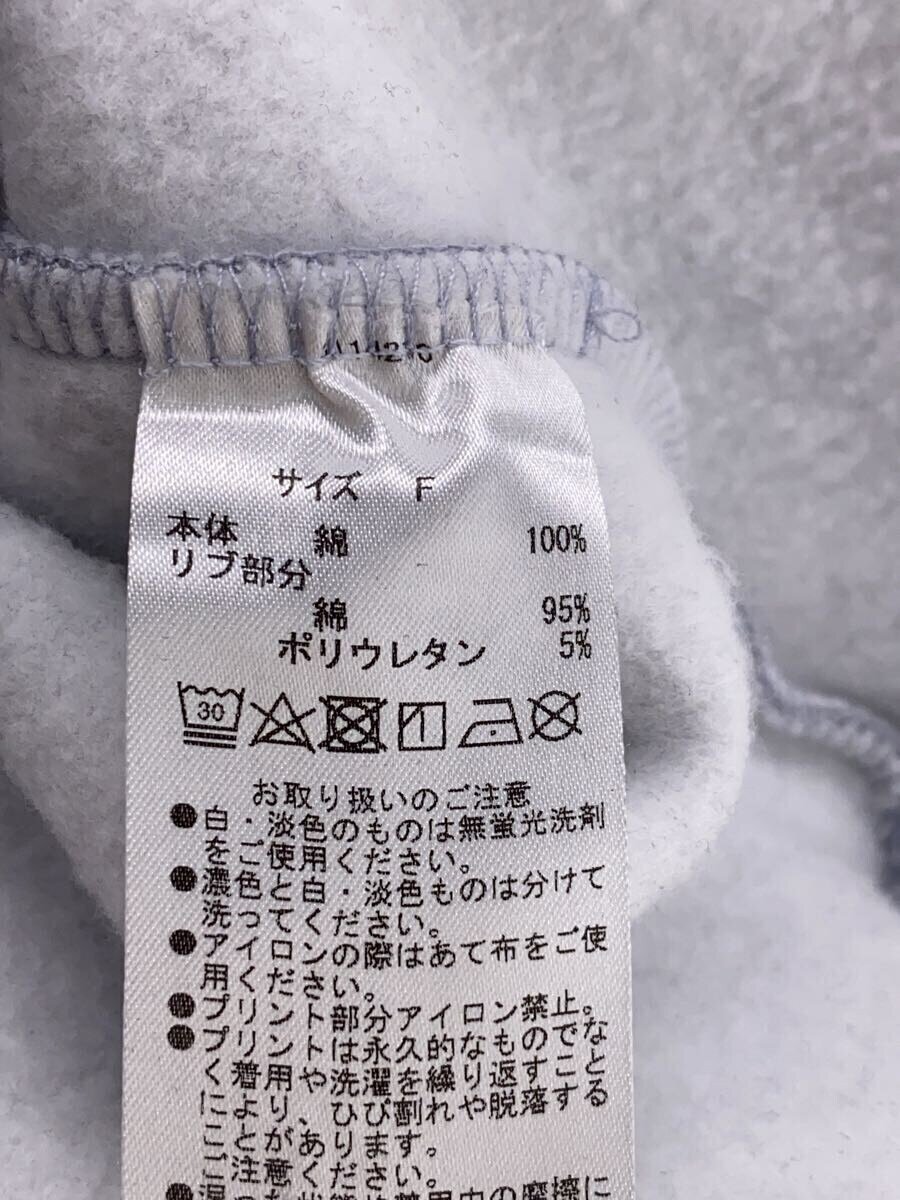 サイズ F
本体 綿 100%
リブ部分
綿 95%
ポリウレタン 5%
30
お取り扱いのご注意
●白・淡色のものは無蛍光洗剤
をご使用ください。
●濃色と白・淡色ものは分けて
洗ってください。
●アイロンの際はあて布をご使
用ください。
●プリント部分アイロン禁止。
●プリントは永久的なものでな
く着用や洗濯を繰り返すこと
により、ひび割れや脱落する
ことがあります。
ご注意ください。